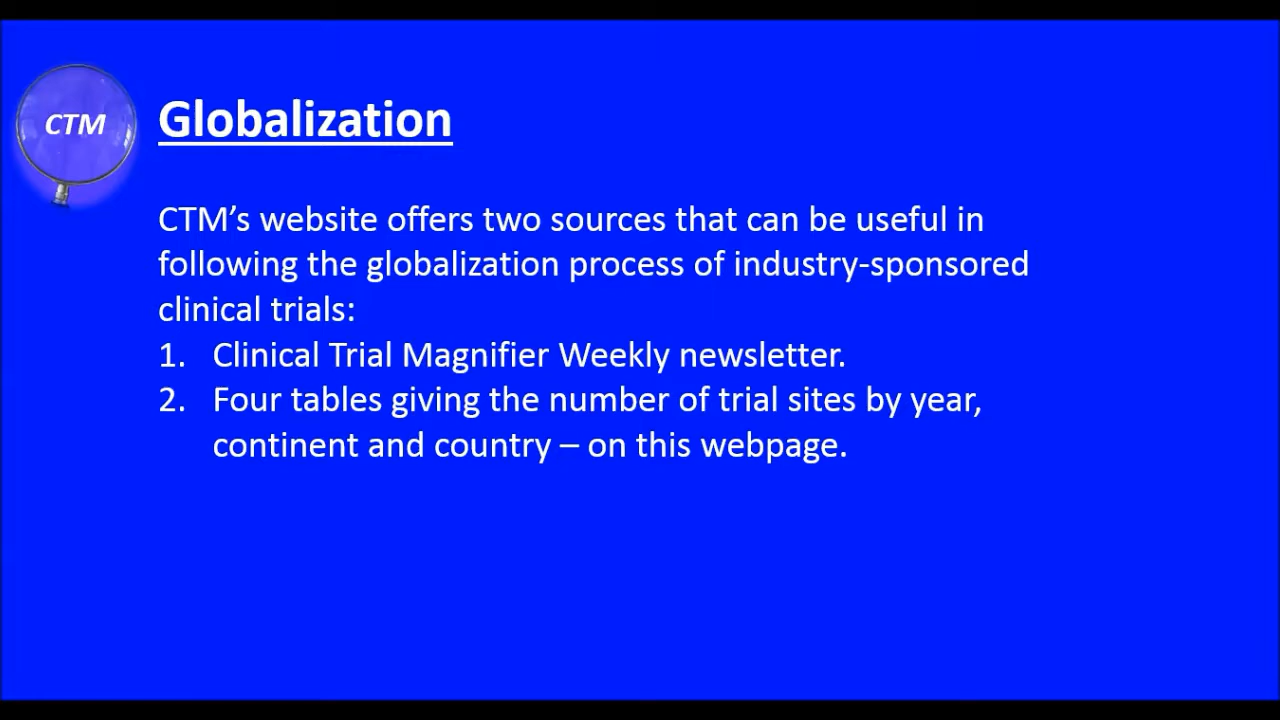 CTM
Globalization
CTM’s website offers two sources that can be useful in
following the globalization process of industry-sponsored
clinical trials:
1. Clinical Trial Magnifier Weekly newsletter.
2. Four tables giving the number of trial sites by year,
continent and country – on this webpage.